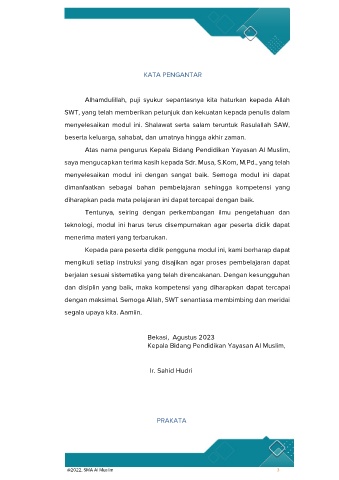 KATA PENGANTAR
Alhamdulillah, puji syukur sepantasnya kita haturkan kepada Allah
SWT, yang telah memberikan petunjuk dan kekuatan kepada penulis dalam
menyelesaikan modul ini. Shalawat serta salam teruntuk Rasulallah SAW,
beserta keluarga, sahabat, dan umatnya hingga akhir zaman.
Atas nama pengurus Kepala Bidang Pendidikan Yayasan Al Muslim,
saya mengucapkan terima kasih kepada Sdr. Musa, S.Kom, M.Pd., yang telah
menyelesaikan modul ini dengan sangat baik. Semoga modul ini dapat
dimanfaatkan sebagai bahan pembelajaran sehingga kompetensi yang
diharapkan pada mata pelajaran ini dapat tercapai dengan baik.
Tentunya, seiring dengan perkembangan ilmu pengetahuan dan
teknologi, modul ini harus terus disempurnakan agar peserta didik dapat
menerima materi yang terbarukan.
Kepada para peserta didik pengguna modul ini, kami berharap dapat
mengikuti setiap instruksi yang disajikan agar proses pembelajaran dapat
berjalan sesuai sistematika yang telah direncanakan. Dengan kesungguhan
dan disiplin yang baik, maka kompetensi yang diharapkan dapat tercapai
dengan maksimal. Semoga Allah, SWT senantiasa membimbing dan meridai
segala upaya kita. Aamiin.
Bekasi, Agustus 2023
Kepala Bidang Pendidikan Yayasan Al Muslim,
Ir. Sahid Hudri
PRAKATA
©2022, SMA Al Muslim